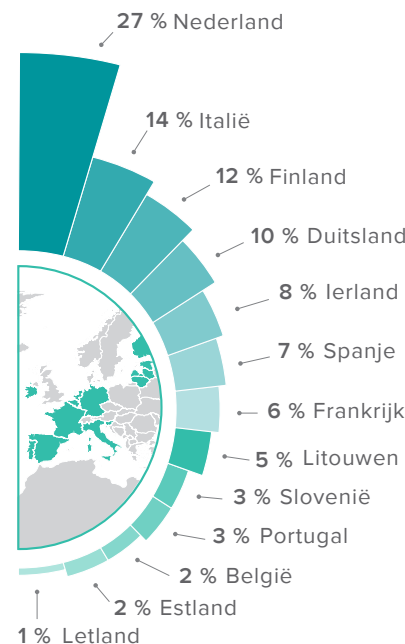 27 % Nederland
14 % Italië
12 % Finland
10 % Duitsland
8 % Ierland
7 % Spanje
6 % Frankrijk
5 % Litouwen
3 % Slovenië
3 % Portugal
2 % België
2 % Estland
1 % Letland